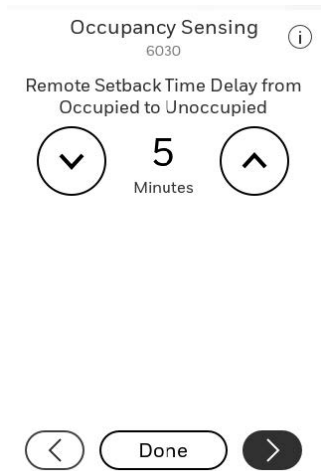 Occupancy Sensing
6030
Remote Setback Time Delay from
Occupied to Unoccupied
5
Minutes
Done